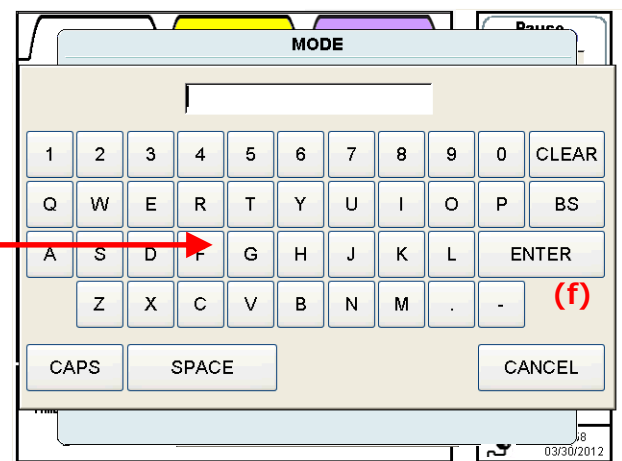 Pause
MODE
1 2 3 4 5 6 7 8 9 0 CLEAR
Q W E R T Y U I O P BS
A S D F G H J K L ENTER
Z X C V B N M . - (f)
CAPS SPACE CANCEL
03/30/2012